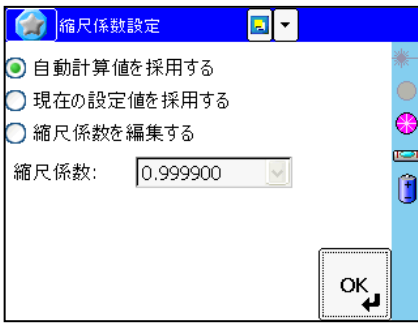 縮尺係数設定
自動計算値を採用する
現在の設定値を採用する
縮尺係数を編集する
縮尺係数: 0.999900
OK